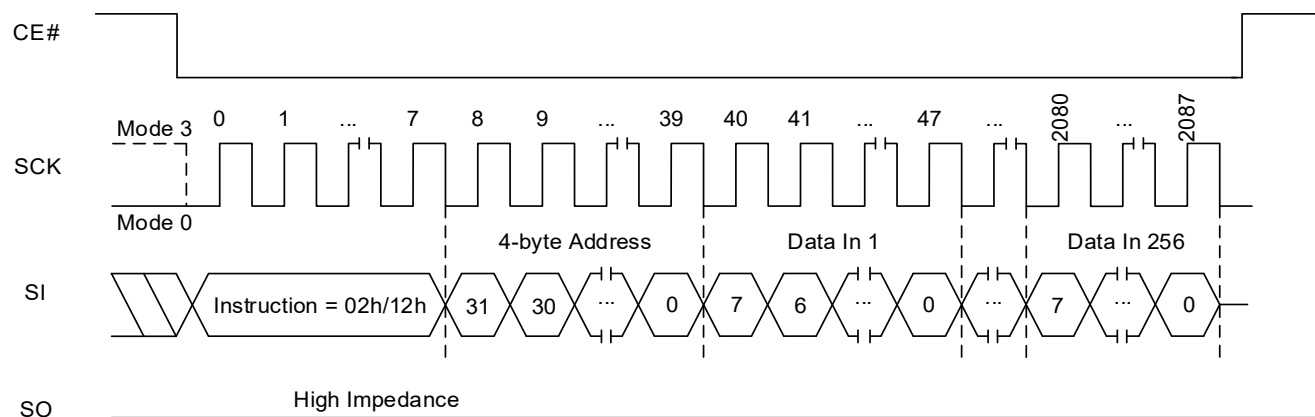 CE#
0 1 ... 7 8 9 ... 39 40 41 ... 47 ... 2080 ... 2087
Mode 3
SCK
Mode 0
4-byte Address Data In 1 Data In 256
SI
Instruction = 02h/12h 31 30 ... 0 7 6 ... 0 ... 7 ... 0
High Impedance
SO